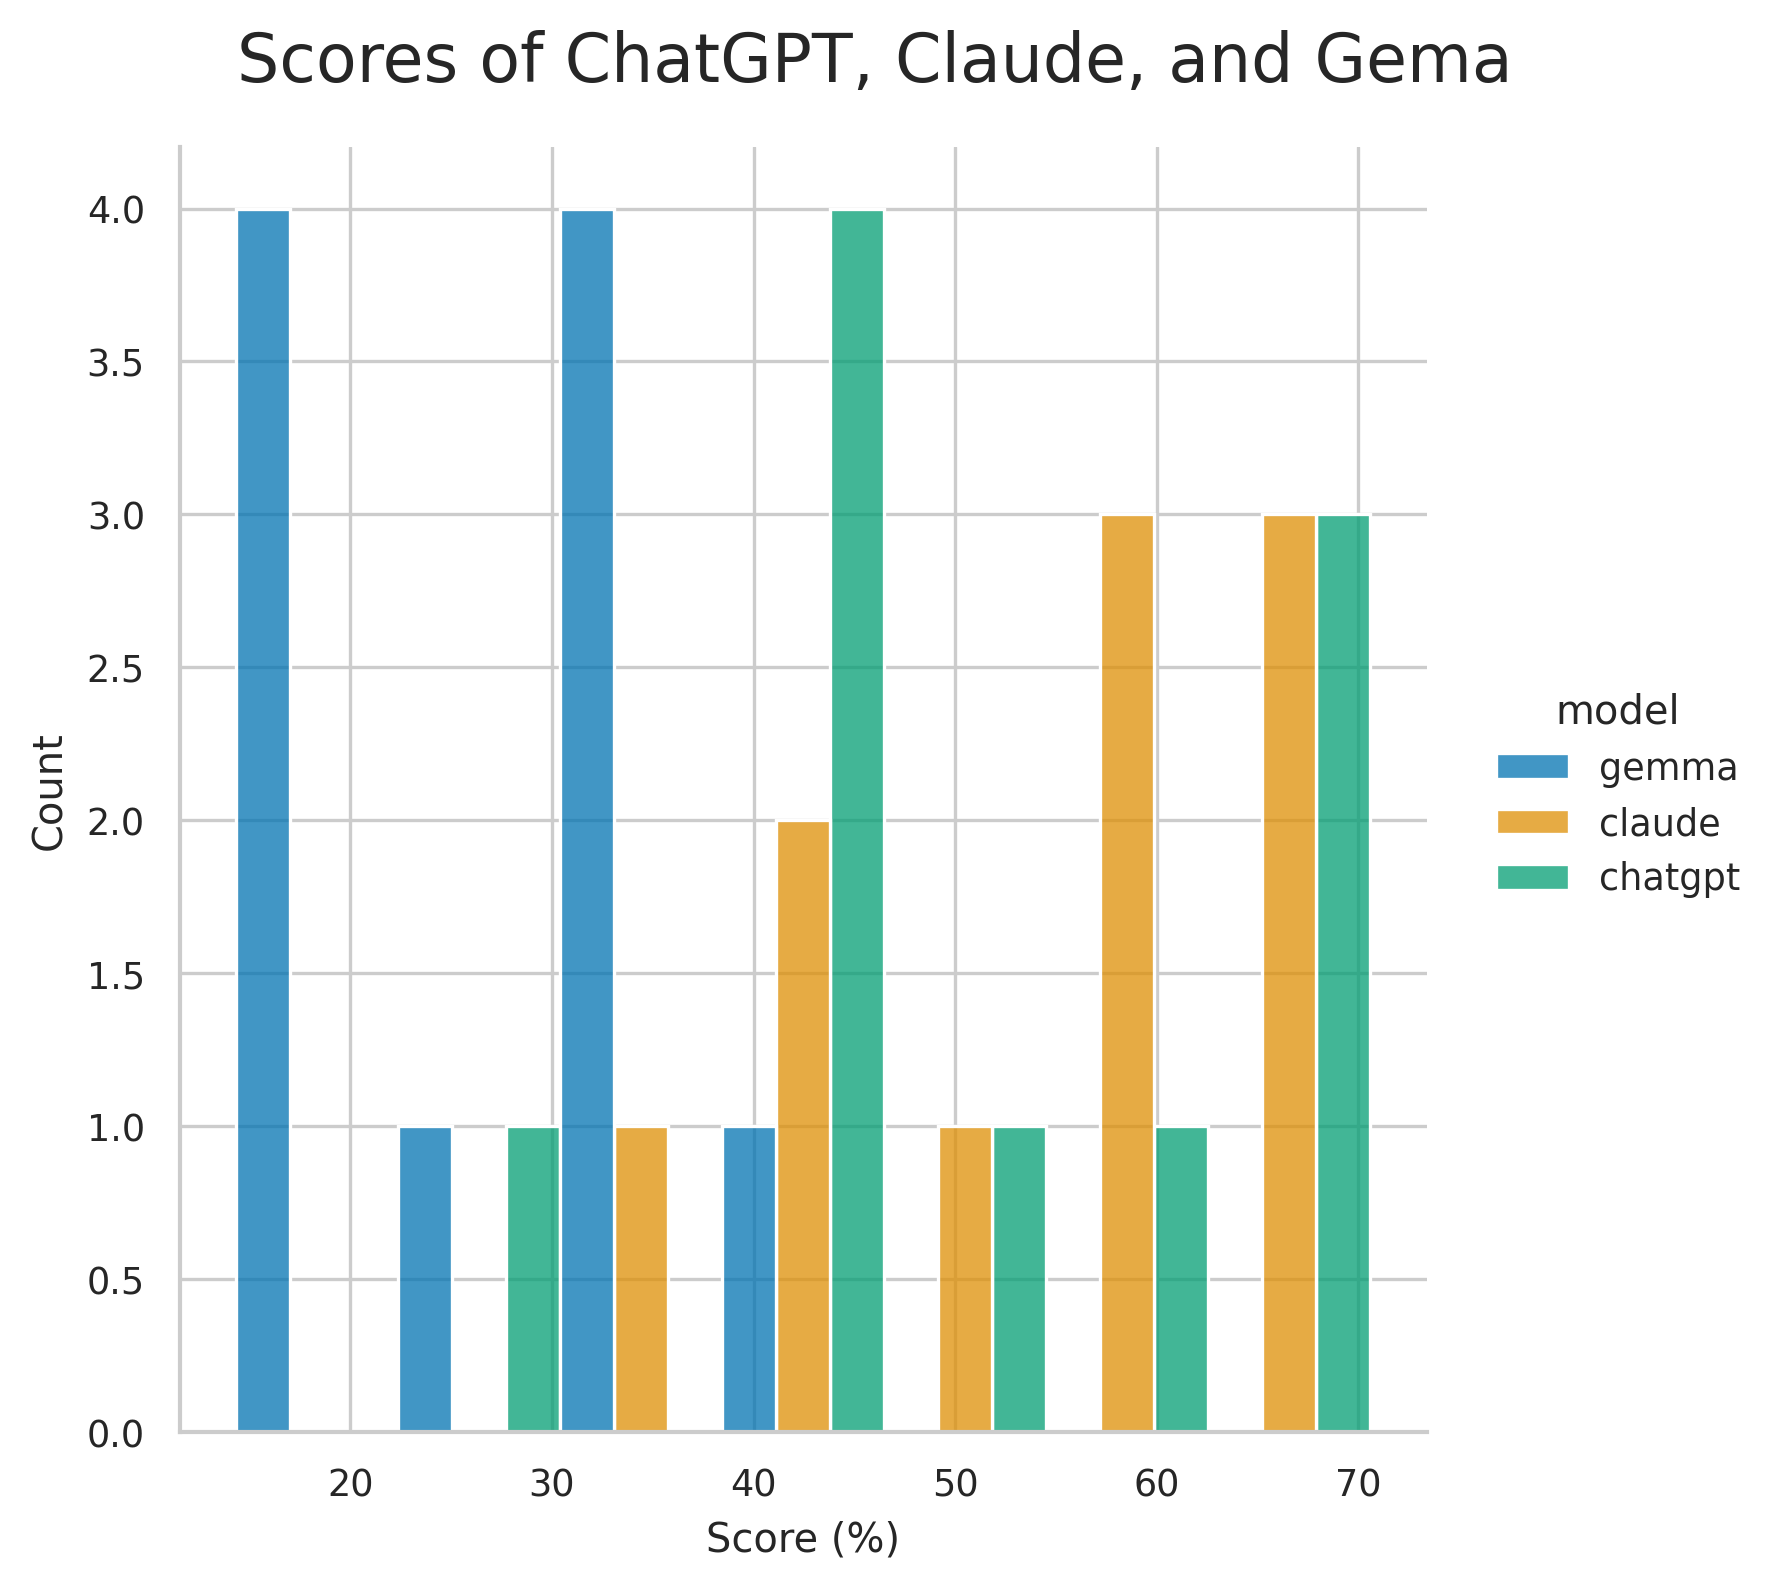 Scores of ChatGPT, Claude, and Gema
4.0
3.5
3.0
2.5
2.0
1.5
1.0
0.5
0.0
Count
20 30 40 50 60 70
Score (%)
model
gemma
claude
chatgpt